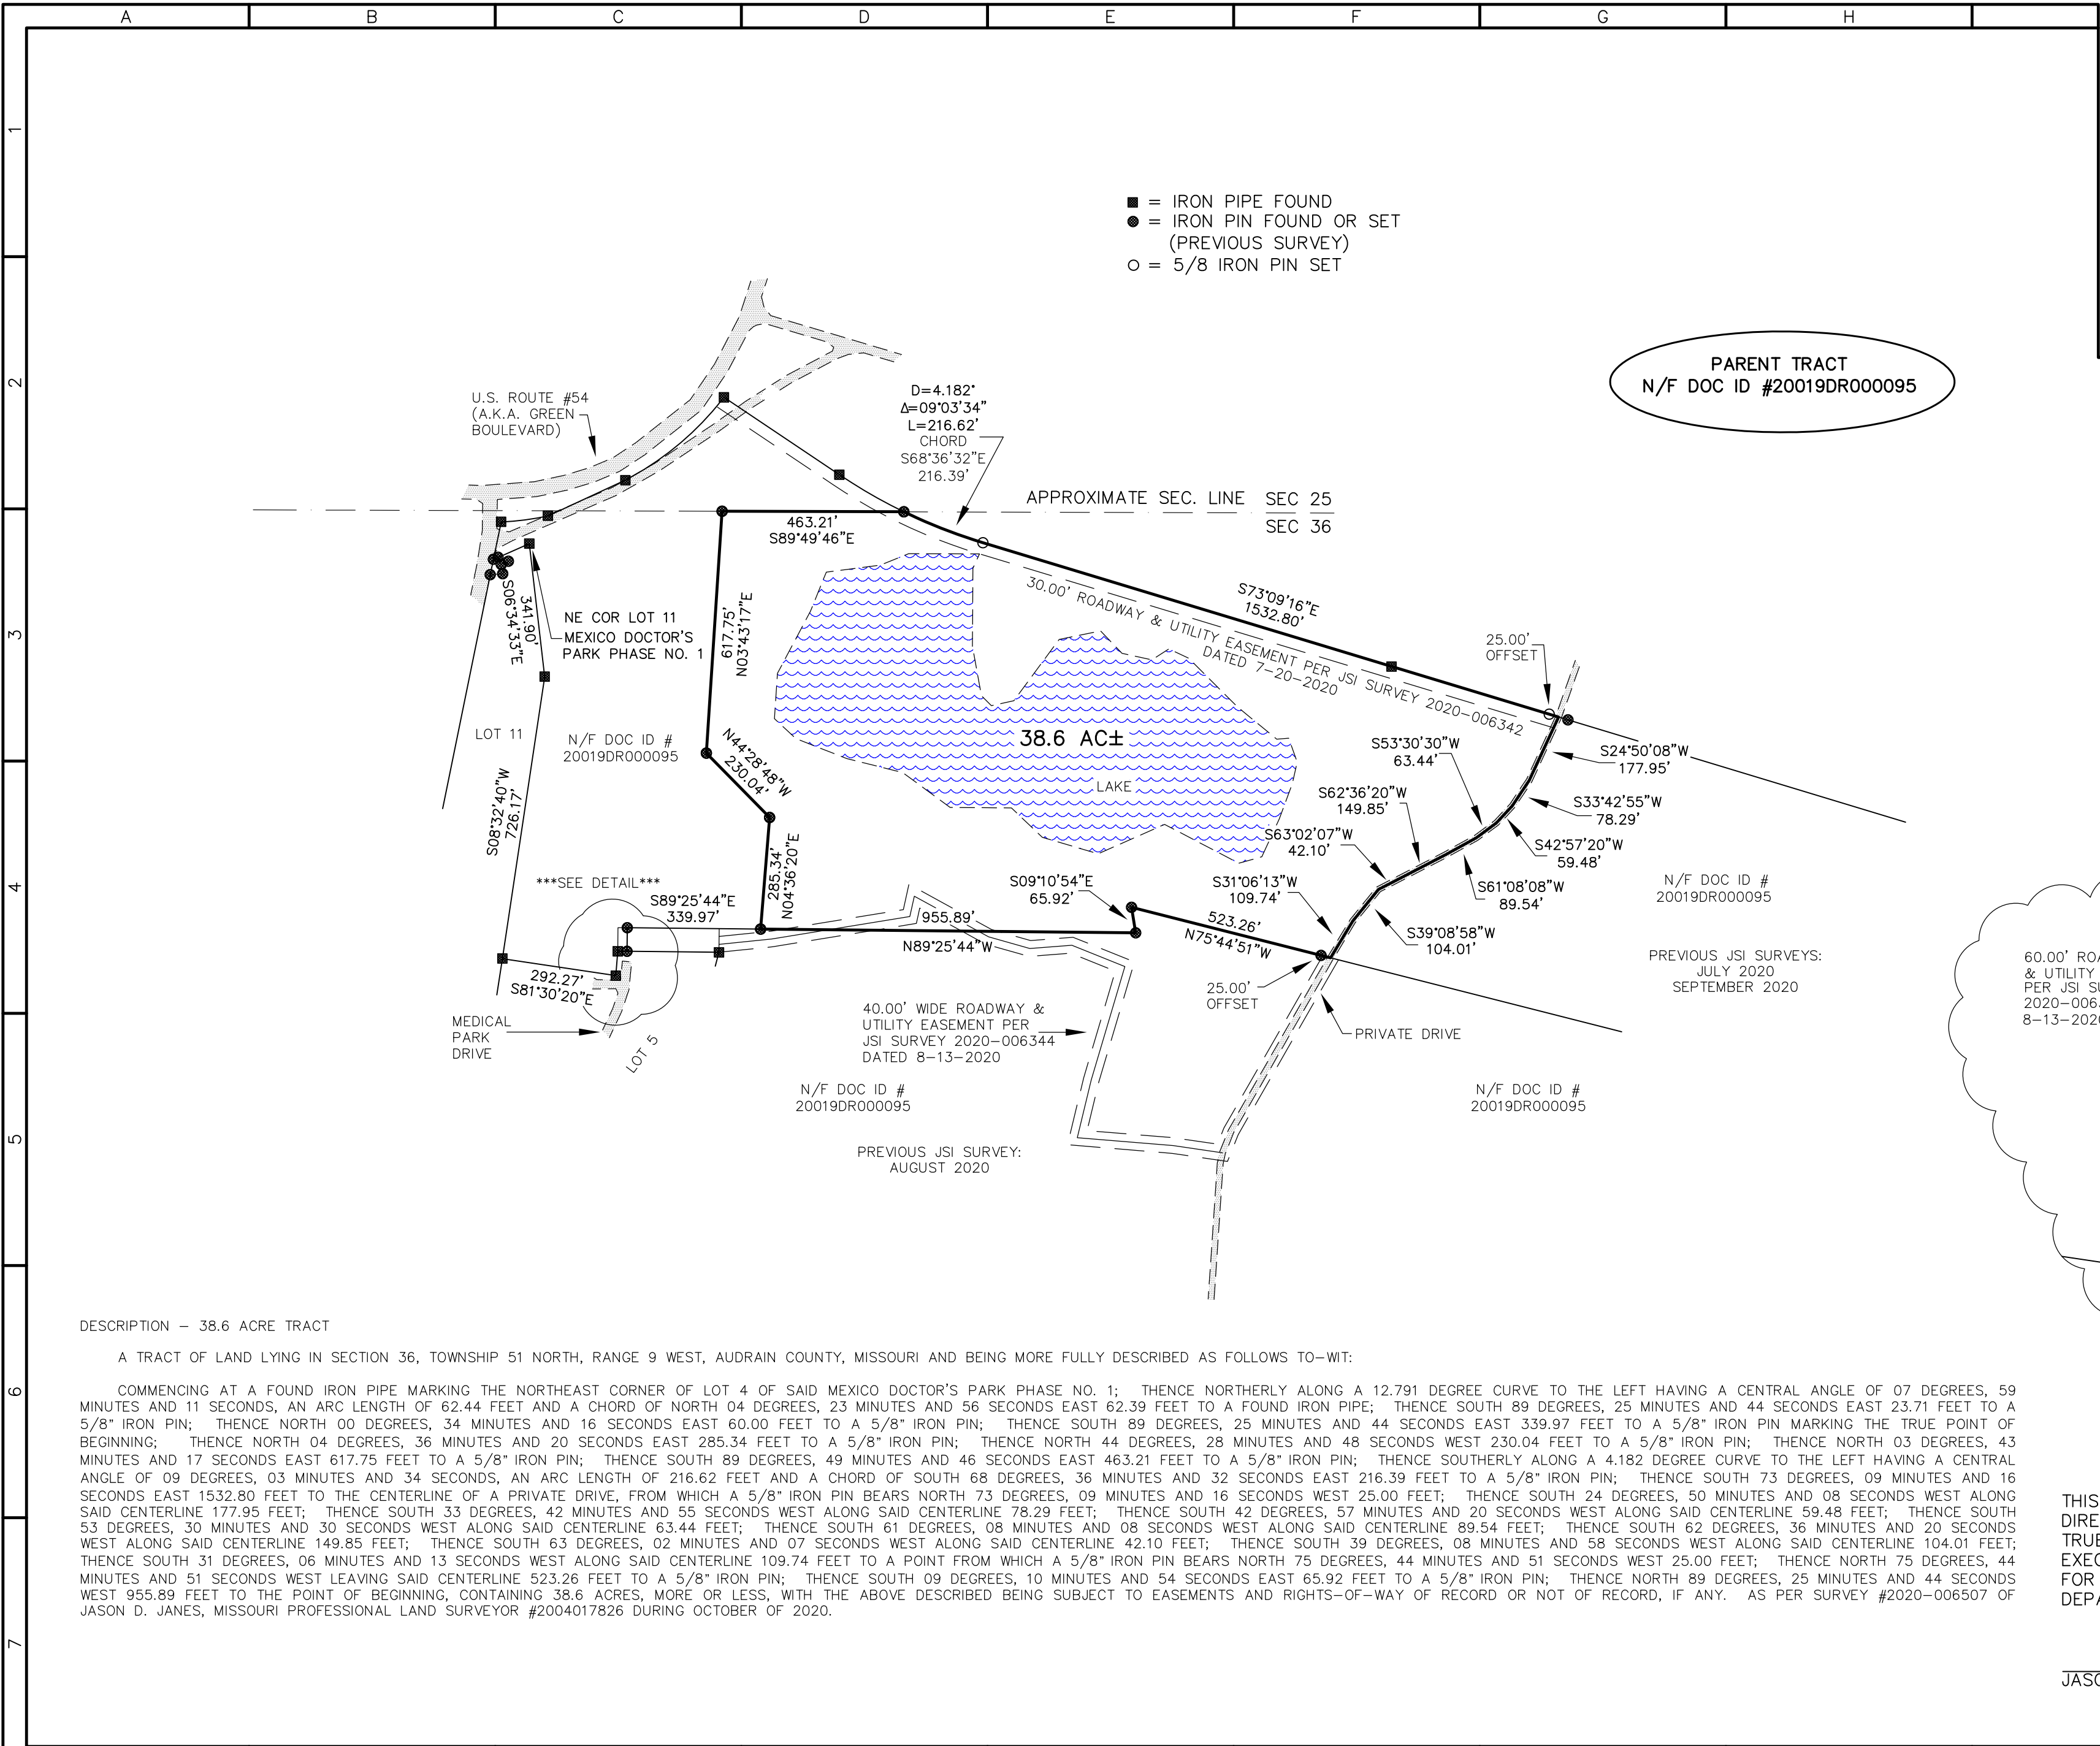 A B C D E F G H
1
2
3
4
5
6
7
■ = IRON PIPE FOUND
● = IRON PIN FOUND OR SET
(PREVIOUS SURVEY)
○ = 5/8 IRON PIN SET
PARENT TRACT
N/F DOC ID #20019DR000095
U.S. ROUTE #54
(A.K.A. GREEN
BOULEVARD)
D=4.182°
Δ=09°03'34"
L=216.62'
CHORD
S68°36'32"E
216.39'
APPROXIMATE SEC. LINE
SEC 25
SEC 36
463.21'
S89°49'46"E
S73°09'16"E
1532.80'
30.00' ROADWAY & UTILITY EASEMENT PER JSI SURVEY 2020-006342
DATED 7-20-2020
25.00'
OFFSET
341.90'
S06°34'33"E
NE COR LOT 11
MEXICO DOCTOR'S
PARK PHASE NO. 1
617.75'
N03°43'17"E
LOT 11
N/F DOC ID #
20019DR000095
N44°28'48"W
230.04'
38.6 AC±
LAKE
S53°30'30"W
63.44'
S24°50'08"W
177.95'
S62°36'20"W
149.85'
S33°42'55"W
78.29'
S63°02'07"W
42.10'
S42°57'20"W
59.48'
S08°32'40"W
726.17'
285.34'
N04°36'20"E
***SEE DETAIL***
S89°25'44"E
339.97'
S09°10'54"E
65.92'
S31°06'13"W
109.74'
S61°08'08"W
89.54'
N/F DOC ID #
20019DR000095
955.89'
N89°25'44"W
523.26'
N75°44'51"W
S39°08'58"W
104.01'
PREVIOUS JSI SURVEYS:
JULY 2020
SEPTEMBER 2020
292.27'
S81°30'20"E
25.00'
OFFSET
MEDICAL
PARK
DRIVE
LOT 5
40.00' WIDE ROADWAY &
UTILITY EASEMENT PER
JSI SURVEY 2020-006344
DATED 8-13-2020
PRIVATE DRIVE
N/F DOC ID #
20019DR000095
N/F DOC ID #
20019DR000095
PREVIOUS JSI SURVEY:
AUGUST 2020
60.00' RO
& UTILITY
PER JSI SU
2020-006
8-13-202
DESCRIPTION - 38.6 ACRE TRACT
A TRACT OF LAND LYING IN SECTION 36, TOWNSHIP 51 NORTH, RANGE 9 WEST, AUDRAIN COUNTY, MISSOURI AND BEING MORE FULLY DESCRIBED AS FOLLOWS TO-WIT:
COMMENCING AT A FOUND IRON PIPE MARKING THE NORTHEAST CORNER OF LOT 4 OF SAID MEXICO DOCTOR'S PARK PHASE NO. 1; THENCE NORTHERLY ALONG A 12.791 DEGREE CURVE TO THE LEFT HAVING A CENTRAL ANGLE OF 07 DEGREES, 59
MINUTES AND 11 SECONDS, AN ARC LENGTH OF 62.44 FEET AND A CHORD OF NORTH 04 DEGREES, 23 MINUTES AND 56 SECONDS EAST 62.39 FEET TO A FOUND IRON PIPE; THENCE SOUTH 89 DEGREES, 25 MINUTES AND 44 SECONDS EAST 23.71 FEET TO A
5/8" IRON PIN; THENCE NORTH 00 DEGREES, 34 MINUTES AND 16 SECONDS EAST 60.00 FEET TO A 5/8" IRON PIN; THENCE SOUTH 89 DEGREES, 25 MINUTES AND 44 SECONDS EAST 339.97 FEET TO A 5/8" IRON PIN MARKING THE TRUE POINT OF
BEGINNING; THENCE NORTH 04 DEGREES, 36 MINUTES AND 20 SECONDS EAST 285.34 FEET TO A 5/8" IRON PIN; THENCE NORTH 44 DEGREES, 28 MINUTES AND 48 SECONDS WEST 230.04 FEET TO A 5/8" IRON PIN; THENCE NORTH 03 DEGREES, 43
MINUTES AND 17 SECONDS EAST 617.75 FEET TO A 5/8" IRON PIN; THENCE SOUTH 89 DEGREES, 49 MINUTES AND 46 SECONDS EAST 463.21 FEET TO A 5/8" IRON PIN; THENCE SOUTHERLY ALONG A 4.182 DEGREE CURVE TO THE LEFT HAVING A CENTRAL
ANGLE OF 09 DEGREES, 03 MINUTES AND 34 SECONDS, AN ARC LENGTH OF 216.62 FEET AND A CHORD OF SOUTH 68 DEGREES, 36 MINUTES AND 32 SECONDS EAST 216.39 FEET TO A 5/8" IRON PIN; THENCE SOUTH 73 DEGREES, 09 MINUTES AND 16
SECONDS EAST 1532.80 FEET TO THE CENTERLINE OF A PRIVATE DRIVE, FROM WHICH A 5/8" IRON PIN BEARS NORTH 73 DEGREES, 09 MINUTES AND 16 SECONDS WEST 25.00 FEET; THENCE SOUTH 24 DEGREES, 50 MINUTES AND 08 SECONDS WEST ALONG
SAID CENTERLINE 177.95 FEET; THENCE SOUTH 33 DEGREES, 42 MINUTES AND 55 SECONDS WEST ALONG SAID CENTERLINE 78.29 FEET; THENCE SOUTH 42 DEGREES, 57 MINUTES AND 20 SECONDS WEST ALONG SAID CENTERLINE 59.48 FEET; THENCE SOUTH
53 DEGREES, 30 MINUTES AND 30 SECONDS WEST ALONG SAID CENTERLINE 63.44 FEET; THENCE SOUTH 61 DEGREES, 08 MINUTES AND 08 SECONDS WEST ALONG SAID CENTERLINE 89.54 FEET; THENCE SOUTH 62 DEGREES, 36 MINUTES AND 20 SECONDS
WEST ALONG SAID CENTERLINE 149.85 FEET; THENCE SOUTH 63 DEGREES, 02 MINUTES AND 07 SECONDS WEST ALONG SAID CENTERLINE 42.10 FEET; THENCE SOUTH 39 DEGREES, 08 MINUTES AND 58 SECONDS WEST ALONG SAID CENTERLINE 104.01 FEET;
THENCE SOUTH 31 DEGREES, 06 MINUTES AND 13 SECONDS WEST ALONG SAID CENTERLINE 109.74 FEET TO A POINT FROM WHICH A 5/8" IRON PIN BEARS NORTH 75 DEGREES, 44 MINUTES AND 51 SECONDS WEST 25.00 FEET; THENCE NORTH 75 DEGREES, 44
MINUTES AND 51 SECONDS WEST LEAVING SAID CENTERLINE 523.26 FEET TO A 5/8" IRON PIN; THENCE SOUTH 09 DEGREES, 10 MINUTES AND 54 SECONDS EAST 65.92 FEET TO A 5/8" IRON PIN; THENCE NORTH 89 DEGREES, 25 MINUTES AND 44 SECONDS
WEST 955.89 FEET TO THE POINT OF BEGINNING, CONTAINING 38.6 ACRES, MORE OR LESS, WITH THE ABOVE DESCRIBED BEING SUBJECT TO EASEMENTS AND RIGHTS-OF-WAY OF RECORD OR NOT OF RECORD, IF ANY. AS PER SURVEY #2020-006507 OF
JASON D. JANES, MISSOURI PROFESSIONAL LAND SURVEYOR #2004017826 DURING OCTOBER OF 2020.
THIS
DIRE
TRUE
EXEC
FOR
DEPA
JASO